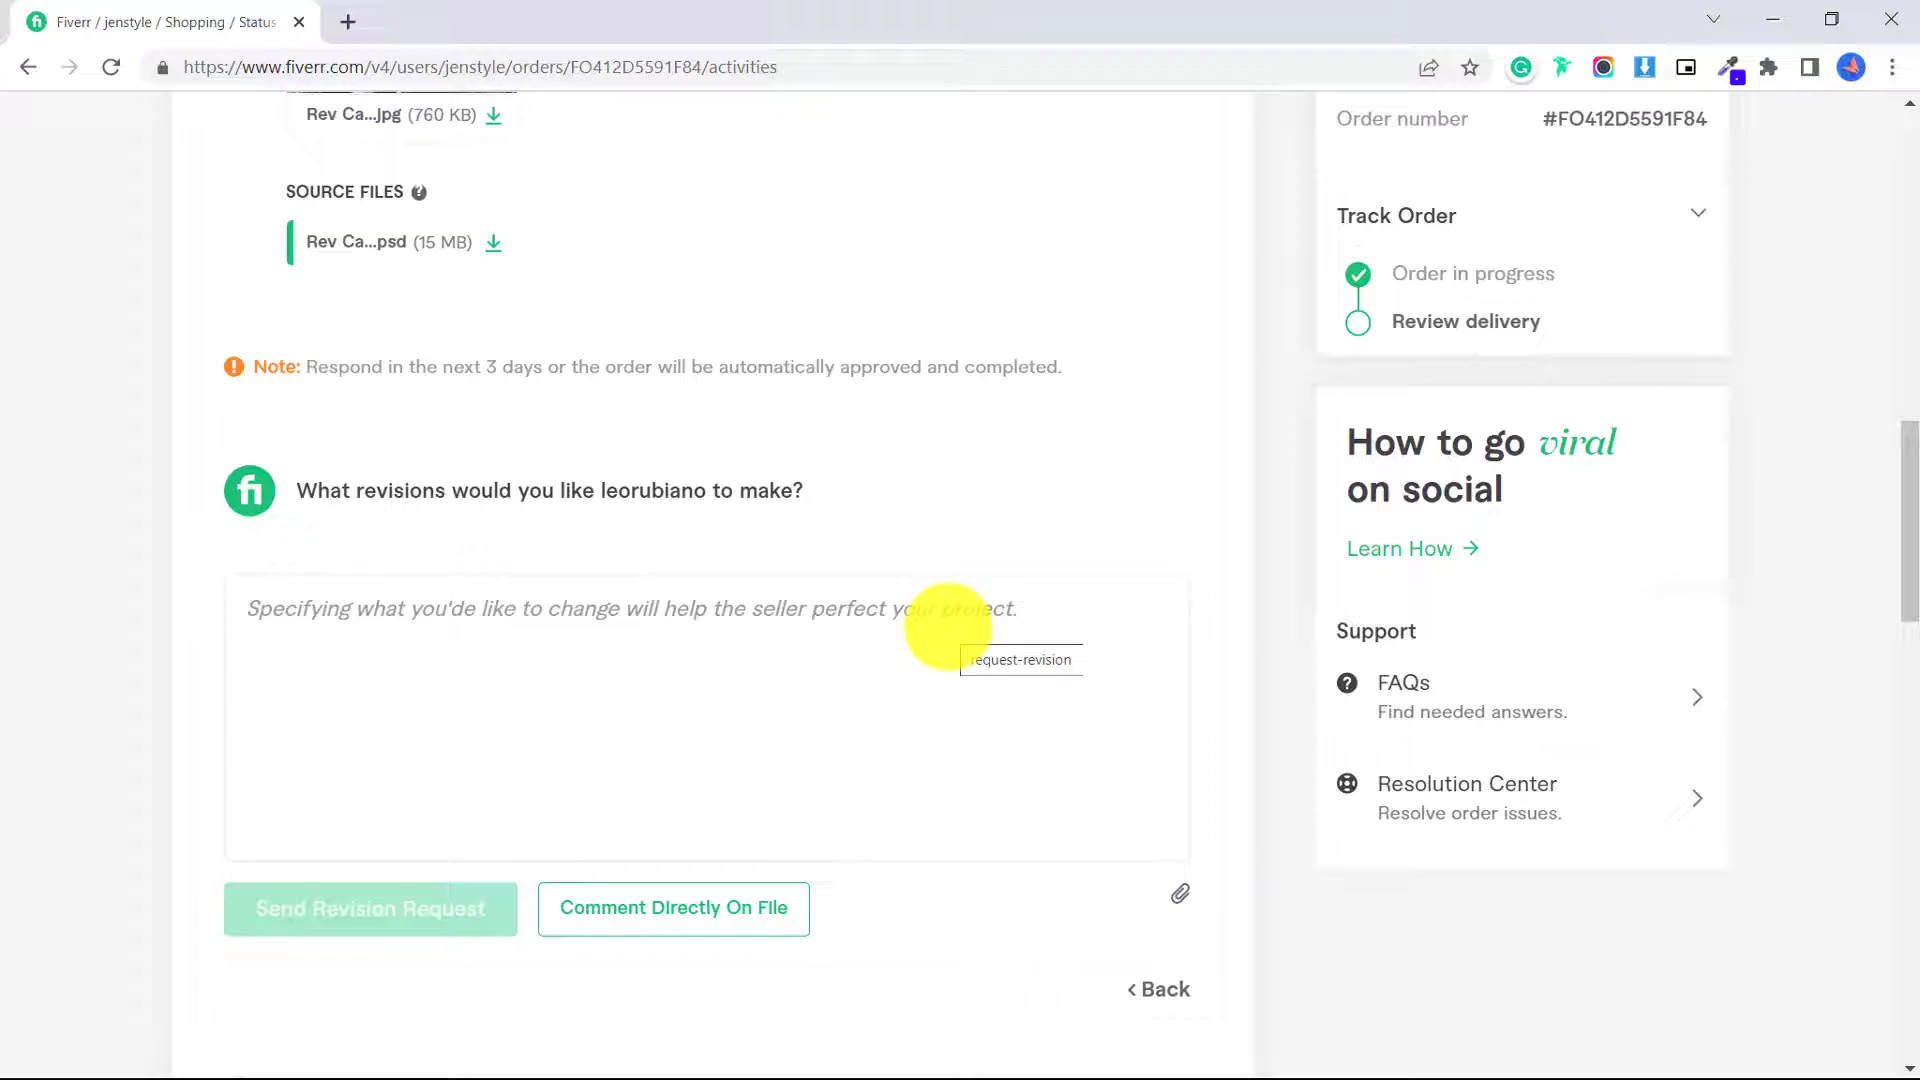 Fiverr / jenstyle / Shopping / Status
https://www.fiverr.com/v4/users/jenstyle/orders/FO412D5591F84/activities
Rev Ca...jpg (760 KB)
SOURCE FILES
Rev Ca...psd (15 MB)
Note: Respond in the next 3 days or the order will be automatically approved and completed.
fi What revisions would you like leorubiano to make?
Specifying what you'de like to change will help the seller perfect your project.
request-revision
Send Revision Request
Comment Directly On File
< Back
Order number #FO412D5591F84
Track Order
Order in progress
Review delivery
How to go viral
on social
Learn How →
Support
FAQs
Find needed answers.
Resolution Center
Resolve order issues.